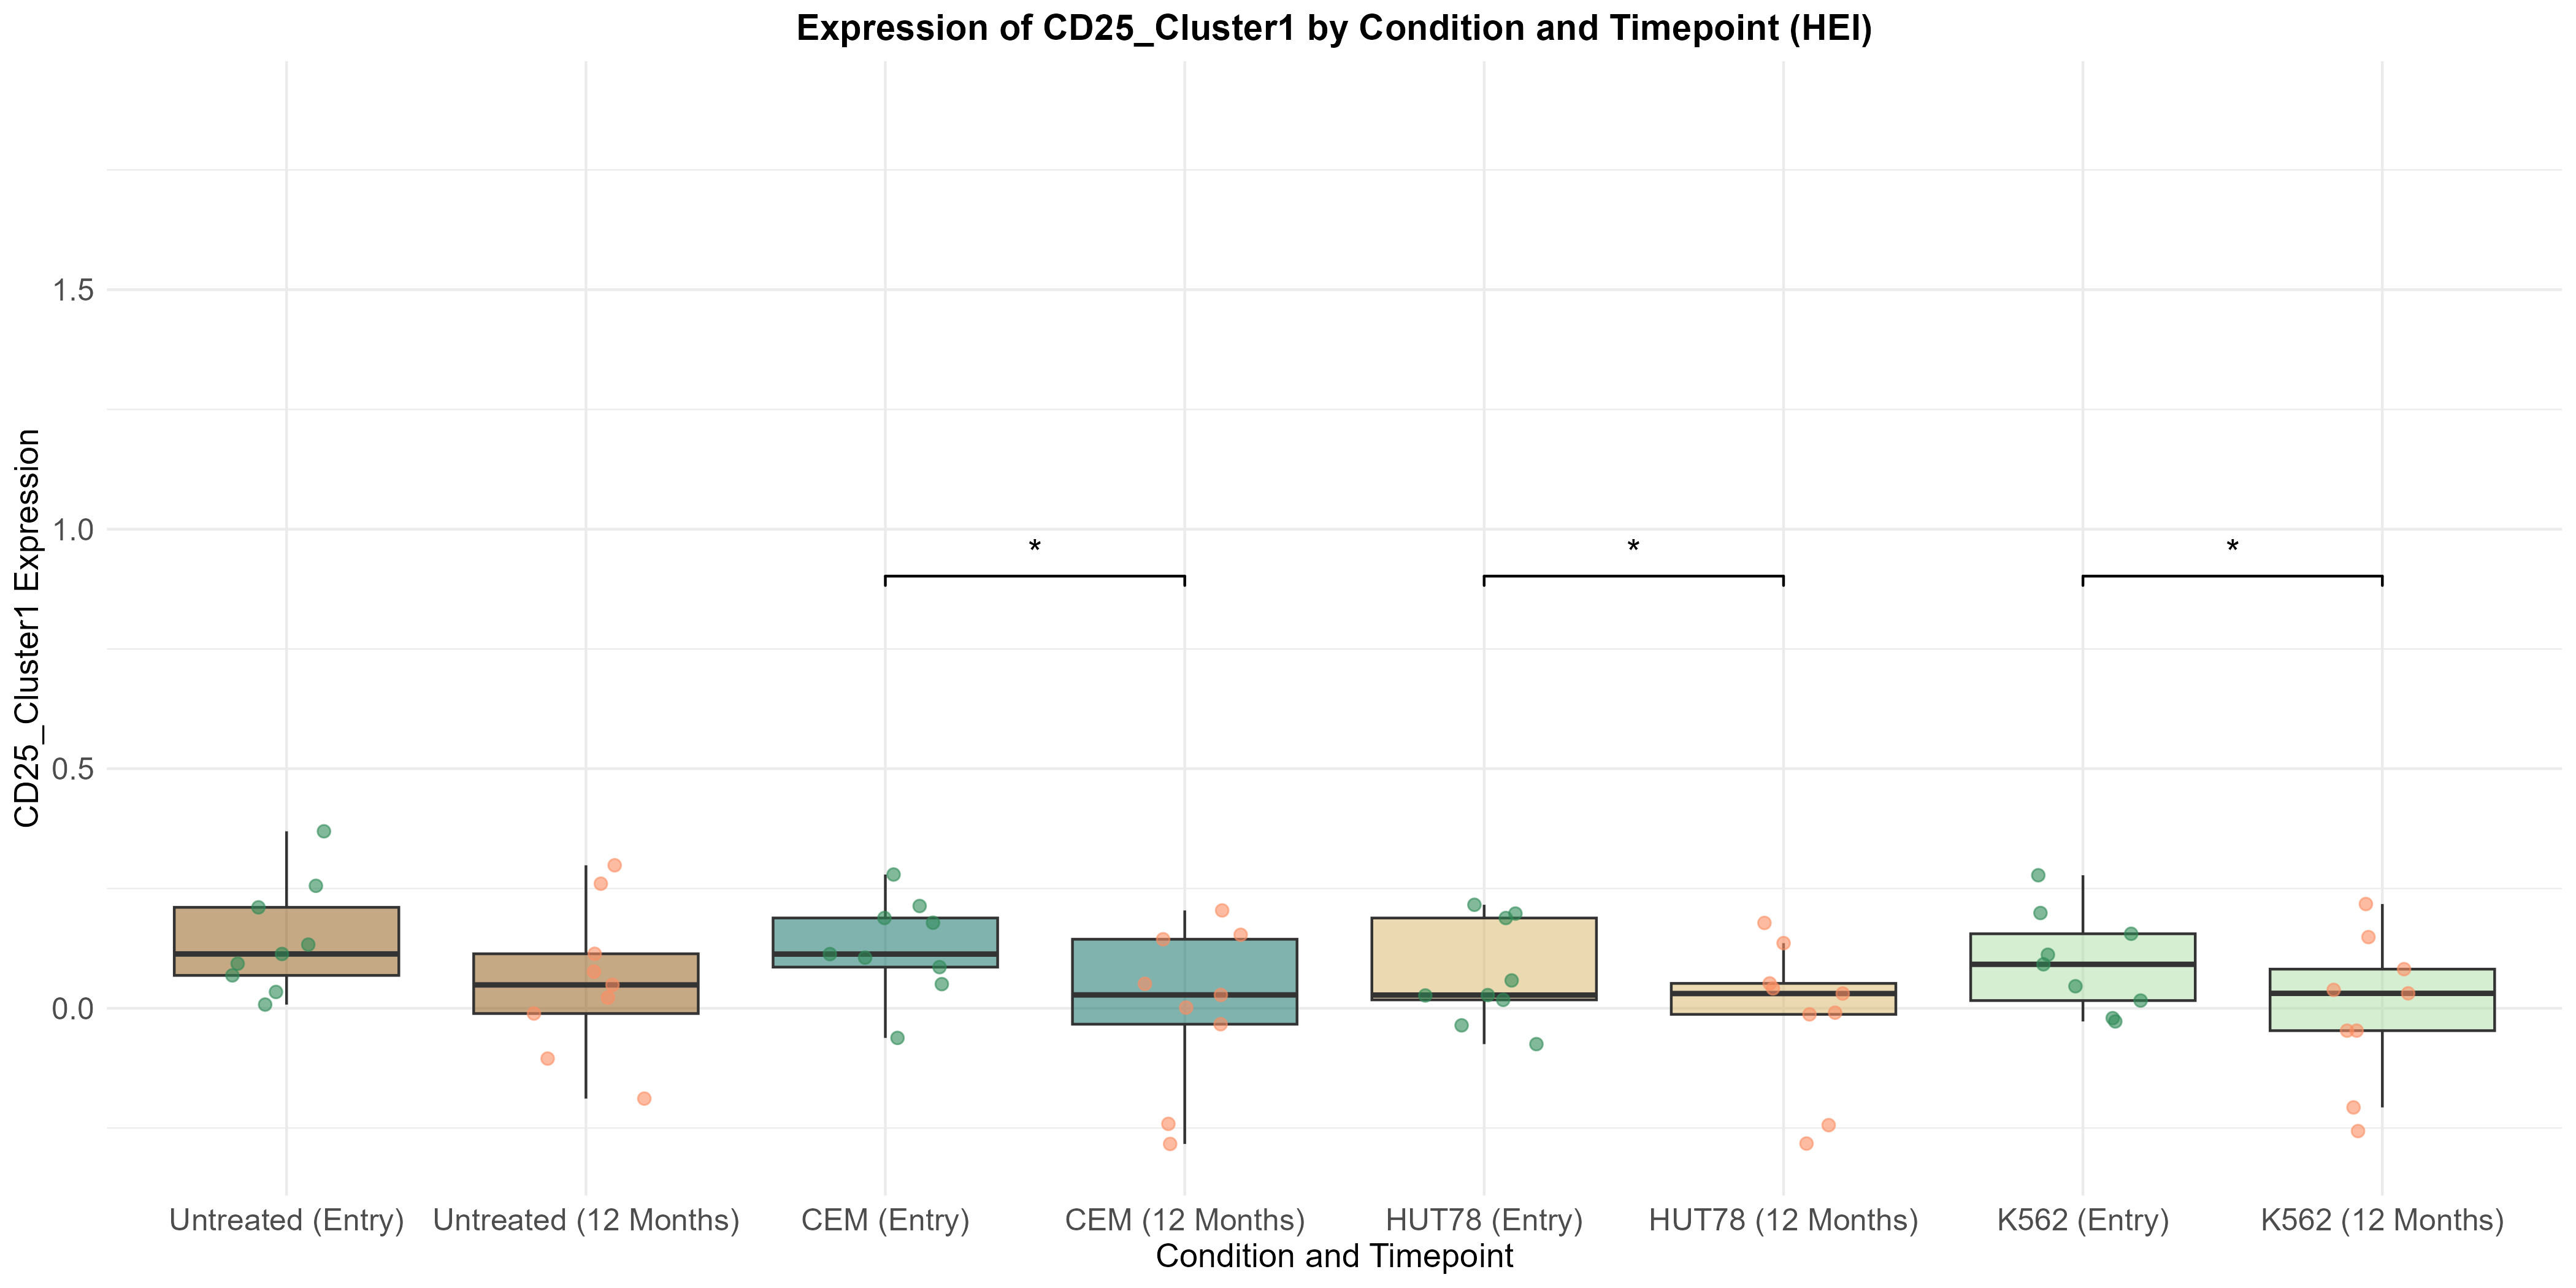 Expression of CD25_Cluster1 by Condition and Timepoint (HEI)
CD25_Cluster1 Expression
1.5
1.0
0.5
0.0
*
*
*
Untreated (Entry)
Untreated (12 Months)
CEM (Entry)
CEM (12 Months)
HUT78 (Entry)
HUT78 (12 Months)
K562 (Entry)
K562 (12 Months)
Condition and Timepoint